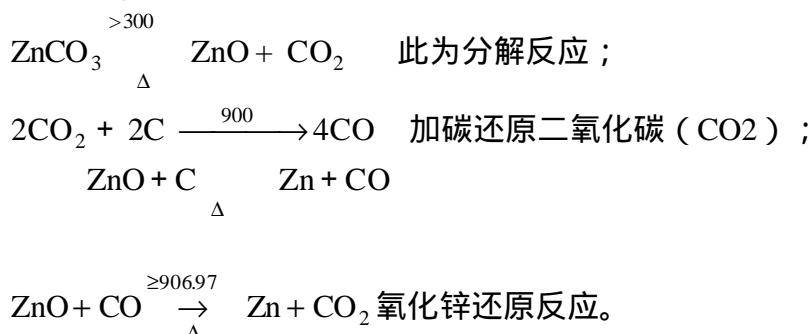 >300
ZnCO₃ ZnO + CO₂ 此为分解反应；
Δ
900
2CO₂ + 2C ⟶ 4CO 加碳还原二氧化碳（CO2）；
ZnO + C Zn + CO
Δ
≥906.97
ZnO + CO → Zn + CO₂ 氧化锌还原反应。
Δ